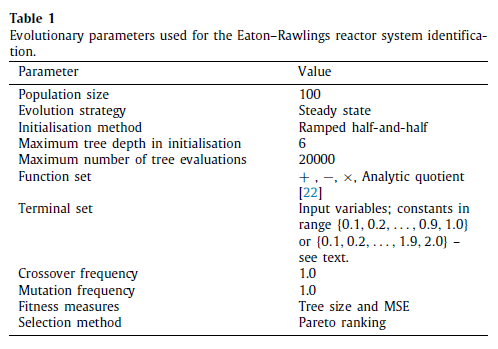 Table 1
Evolutionary parameters used for the Eaton–Rawlings reactor system identifica-
tion.
Parameter Value
Population size 100
Evolution strategy Steady state
Initialisation method Ramped half-and-half
Maximum tree depth in initialisation 6
Maximum number of tree evaluations 20000
Function set + , −, ×, Analytic quotient
[22]
Terminal set Input variables; constants in
range {0.1, 0.2, . . . , 0.9, 1.0}
or {0.1, 0.2, . . . , 1.9, 2.0} –
see text.
Crossover frequency 1.0
Mutation frequency 1.0
Fitness measures Tree size and MSE
Selection method Pareto ranking